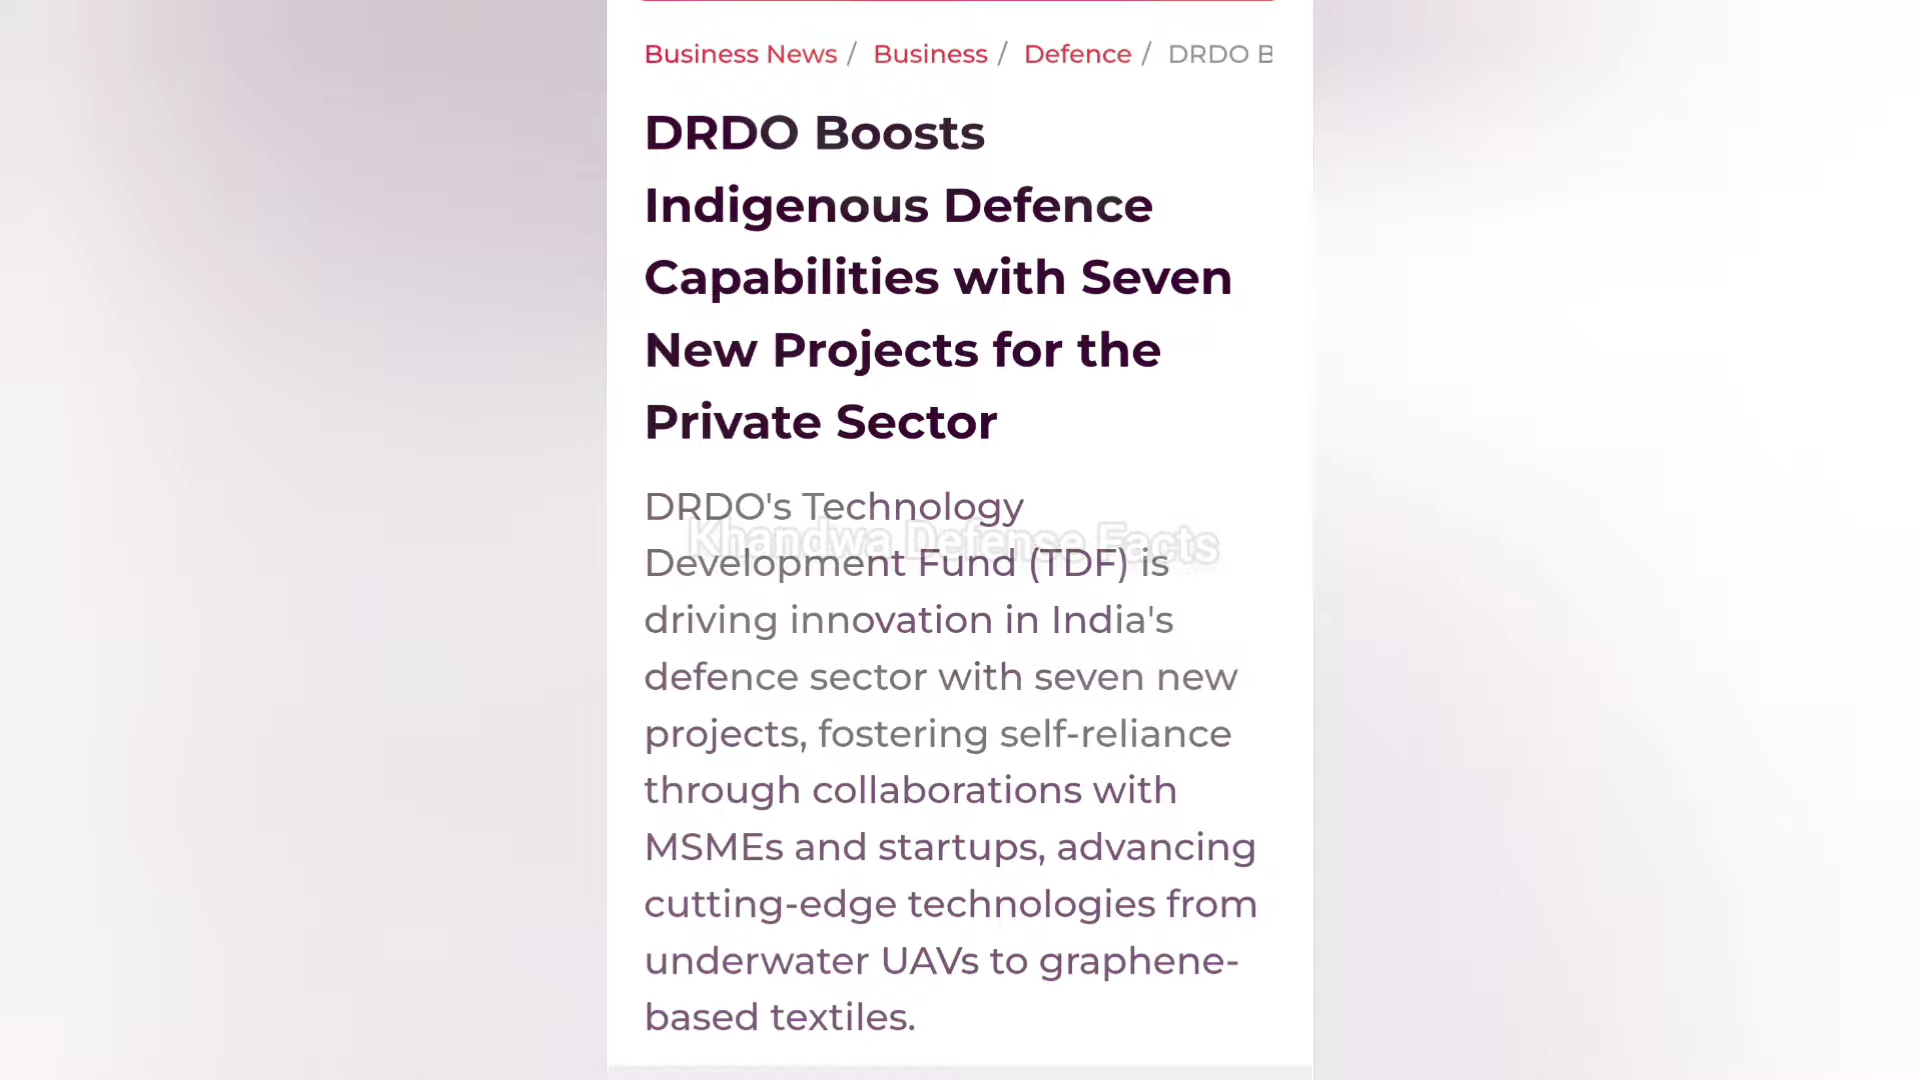 Business News / Business / Defence / DRDO B
DRDO Boosts
Indigenous Defence
Capabilities with Seven
New Projects for the
Private Sector
DRDO's Technology
Khandwa Defense Facts
Development Fund (TDF) is
driving innovation in India's
defence sector with seven new
projects, fostering self-reliance
through collaborations with
MSMEs and startups, advancing
cutting-edge technologies from
underwater UAVs to graphene-
based textiles.